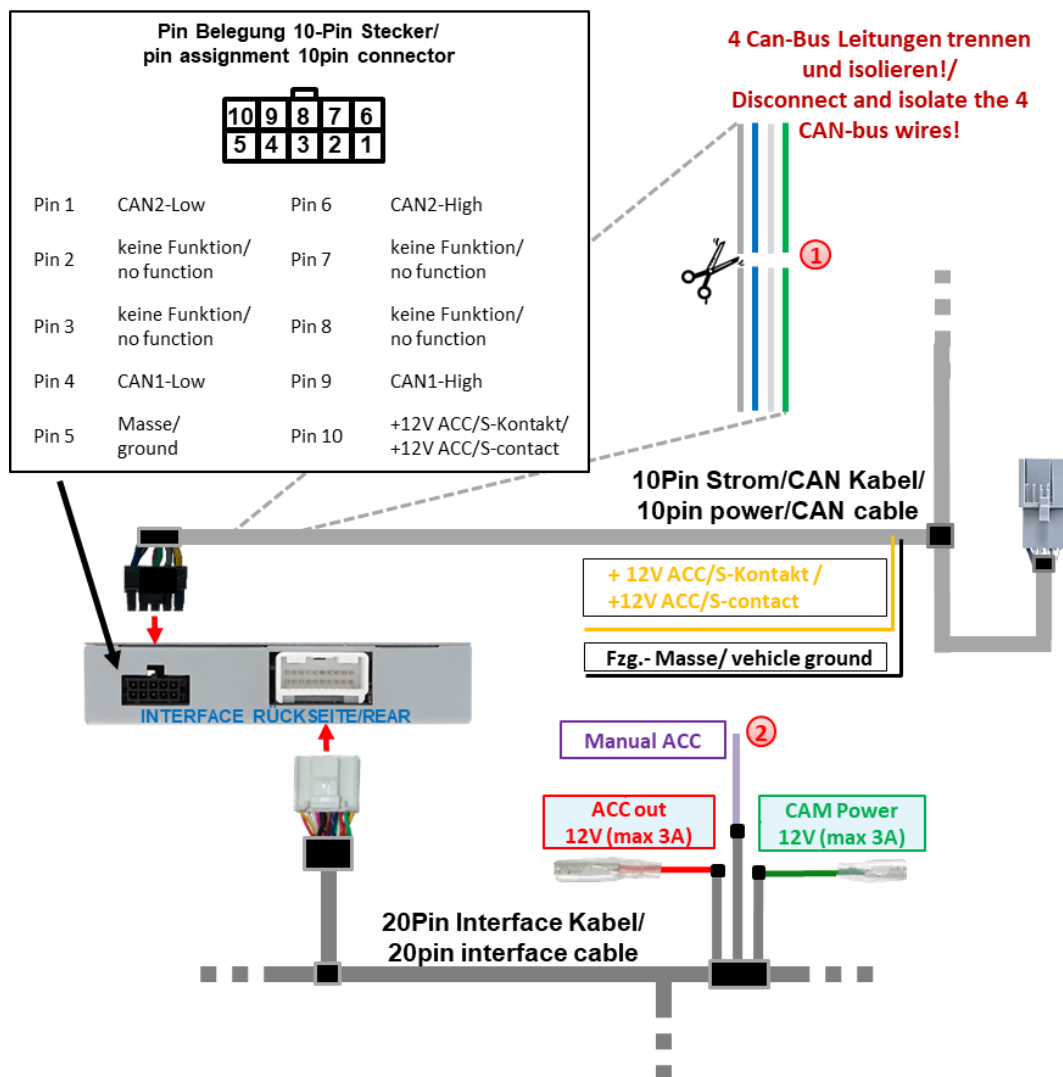 Pin Belegung 10-Pin Stecker/
pin assignment 10pin connector
10 9 8 7 6
5 4 3 2 1
Pin 1 CAN2-Low Pin 6 CAN2-High
Pin 2 keine Funktion/ no function Pin 7 keine Funktion/ no function
Pin 3 keine Funktion/ no function Pin 8 keine Funktion/ no function
Pin 4 CAN1-Low Pin 9 CAN1-High
Pin 5 Masse/ ground Pin 10 +12V ACC/S-Kontakt/ +12V ACC/S-contact
4 Can-Bus Leitungen trennen
und isolieren!/
Disconnect and isolate the 4
CAN-bus wires!
1
10Pin Strom/CAN Kabel/
10pin power/CAN cable
+ 12V ACC/S-Kontakt /
+12V ACC/S-contact
Fzg.- Masse/ vehicle ground
INTERFACE RÜCKSEITE/REAR
Manual ACC
2
ACC out
12V (max 3A)
CAM Power
12V (max 3A)
20Pin Interface Kabel/
20pin interface cable